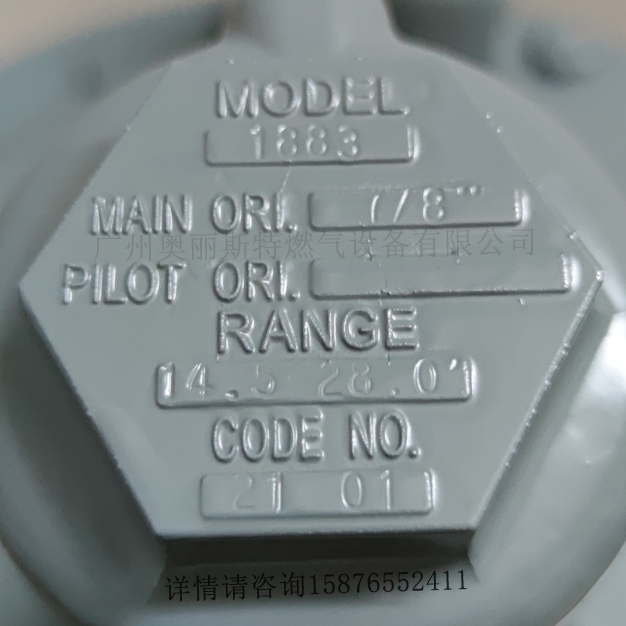 MODEL
1883
MAIN ORI. 7/8"
广州奥丽斯特燃气设备有限公司
PILOT ORI.
RANGE
14.5 28.0"
CODE NO.
21 01
详情请咨询15876552411